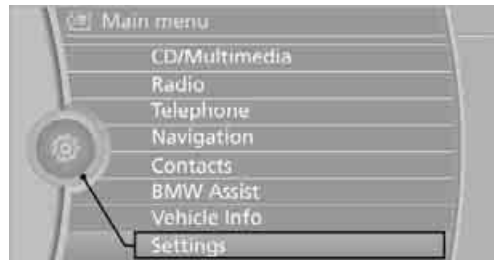 Main menu
CD/Multimedia
Radio
Telephone
Navigation
Contacts
BMW Assist
Vehicle Info
Settings